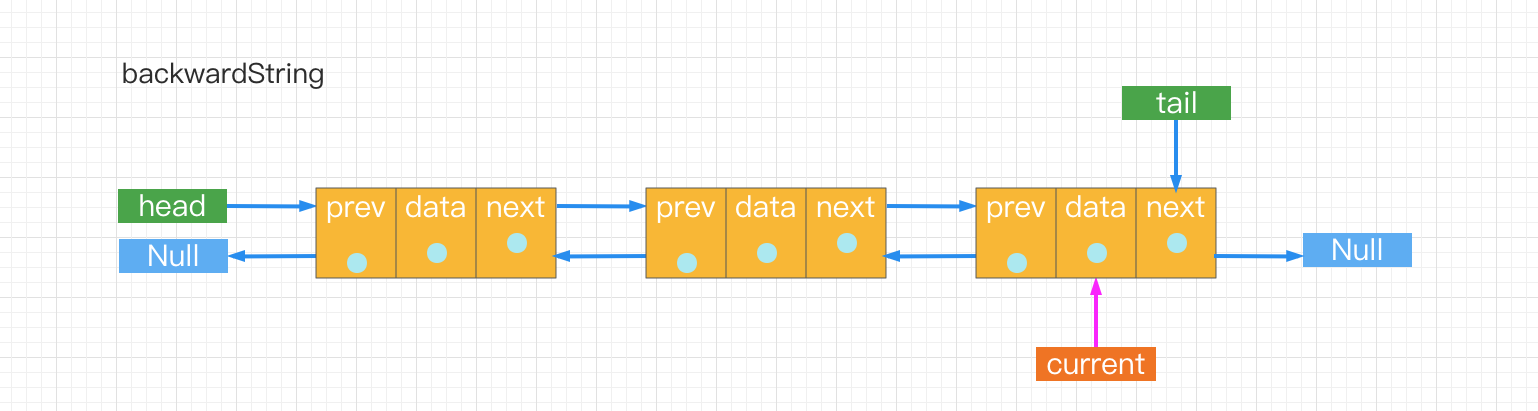 backwardString
tail
head
prev data next
prev data next
prev data next
Null
Null
current